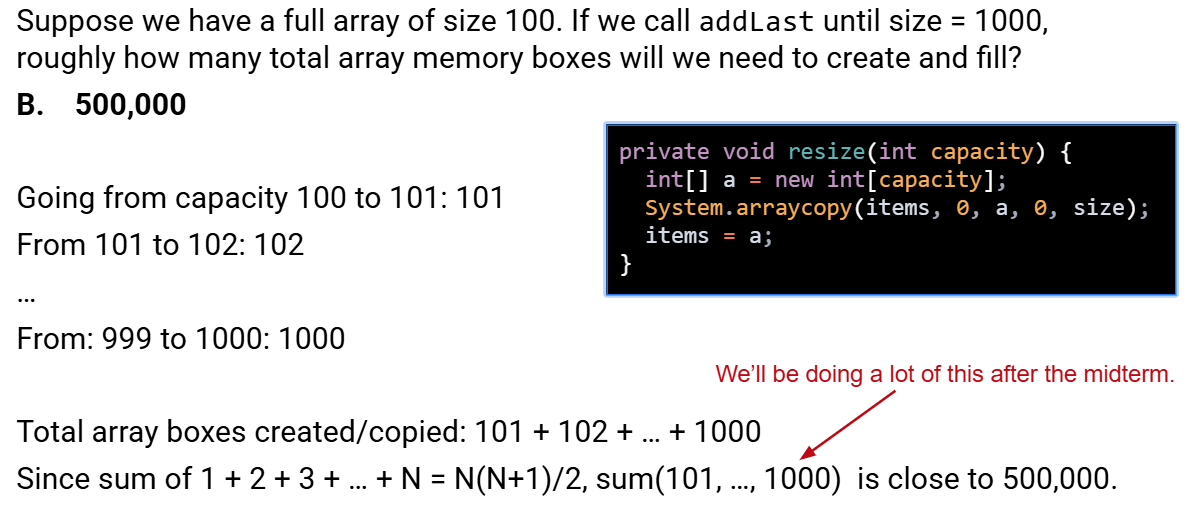 Suppose we have a full array of size 100. If we call addLast until size = 1000,
roughly how many total array memory boxes will we need to create and fill?
B. 500,000
private void resize(int capacity) {
int[] a = new int[capacity];
System.arraycopy(items, 0, a, 0, size);
items = a;
}
Going from capacity 100 to 101: 101
From 101 to 102: 102
...
From: 999 to 1000: 1000
We'll be doing a lot of this after the midterm.
Total array boxes created/copied: 101 + 102 + ... + 1000
Since sum of 1 + 2 + 3 + ... + N = N(N+1)/2, sum(101, ..., 1000) is close to 500,000.